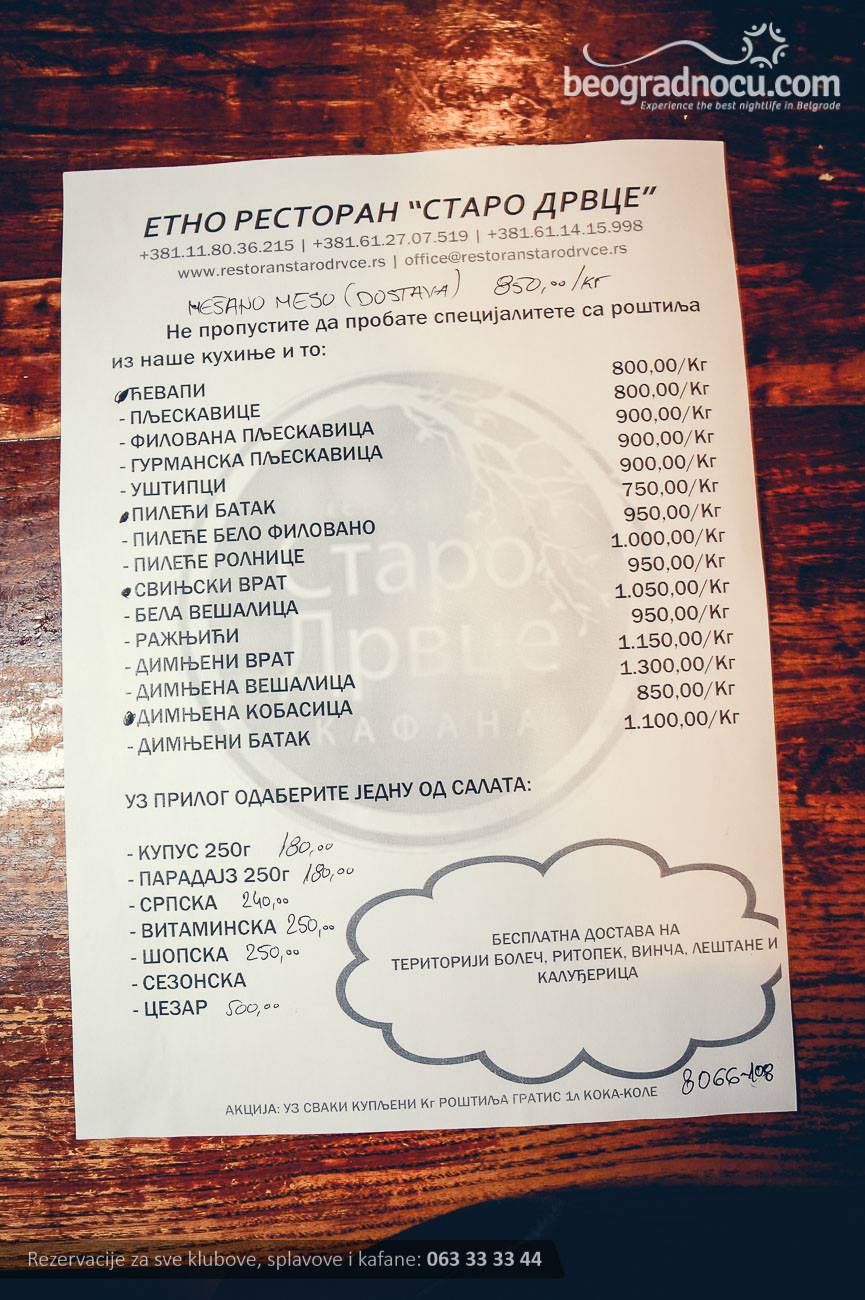 beogradnocu.com
Experience the best nightlife in Belgrade
ЕТНО РЕСТОРАН “СТАРО ДРВЦЕ”
+381.11.80.36.215 | +381.61.27.07.519 | +381.61.14.15.998
www.restoranstarodrvce.rs | office@restoranstarodrvce.rs
MEŠANO MESO (DOSTAVA) 850,00/KG
Не пропустите да пробате специјалитете са роштиља
из наше кухиње и то:
ЋЕВАПИ 800,00/Кг
- ПЉЕСКАВИЦЕ 800,00/Кг
- ФИЛОВАНА ПЉЕСКАВИЦА 900,00/Кг
- ГУРМАНСКА ПЉЕСКАВИЦА 900,00/Кг
- УШТИПЦИ 900,00/Кг
ПИЛЕЋИ БАТАК 750,00/Кг
- ПИЛЕЋЕ БЕЛО ФИЛОВАНО 950,00/Кг
- ПИЛЕЋЕ РОЛНИЦЕ 1.000,00/Кг
СВИЊСКИ ВРАТ 950,00/Кг
- БЕЛА ВЕШАЛИЦА 1.050,00/Кг
- РАЖЊИЋИ 950,00/Кг
- ДИМЊЕНИ ВРАТ 1.150,00/Кг
- ДИМЊЕНА ВЕШАЛИЦА 1.300,00/Кг
ДИМЊЕНА КОБАСИЦА 850,00/Кг
- ДИМЊЕНИ БАТАК 1.100,00/Кг
Старо
Дрвце
КАФАНА
УЗ ПРИЛОГ ОДАБЕРИТЕ ЈЕДНУ ОД САЛАТА:
- КУПУС 250г 180,00
- ПАРАДАЈЗ 250г 180,00
- СРПСКА 240,00
- ВИТАМИНСКА 250,00
- ШОПСКА 250,00
- СЕЗОНСКА
- ЦЕЗАР 500,00
БЕСПЛАТНА ДОСТАВА НА
ТЕРИТОРИЈИ БОЛЕЧ, РИТОПЕК, ВИНЧА, ЛЕШТАНЕ И
КАЛУЂЕРИЦА
8066-108
АКЦИЈА: УЗ СВАКИ КУПЉЕНИ Кг РОШТИЉА ГРАТИС 1л КОКА-КОЛЕ
Rezervacije za sve klubove, splavove i kafane: 063 33 33 44